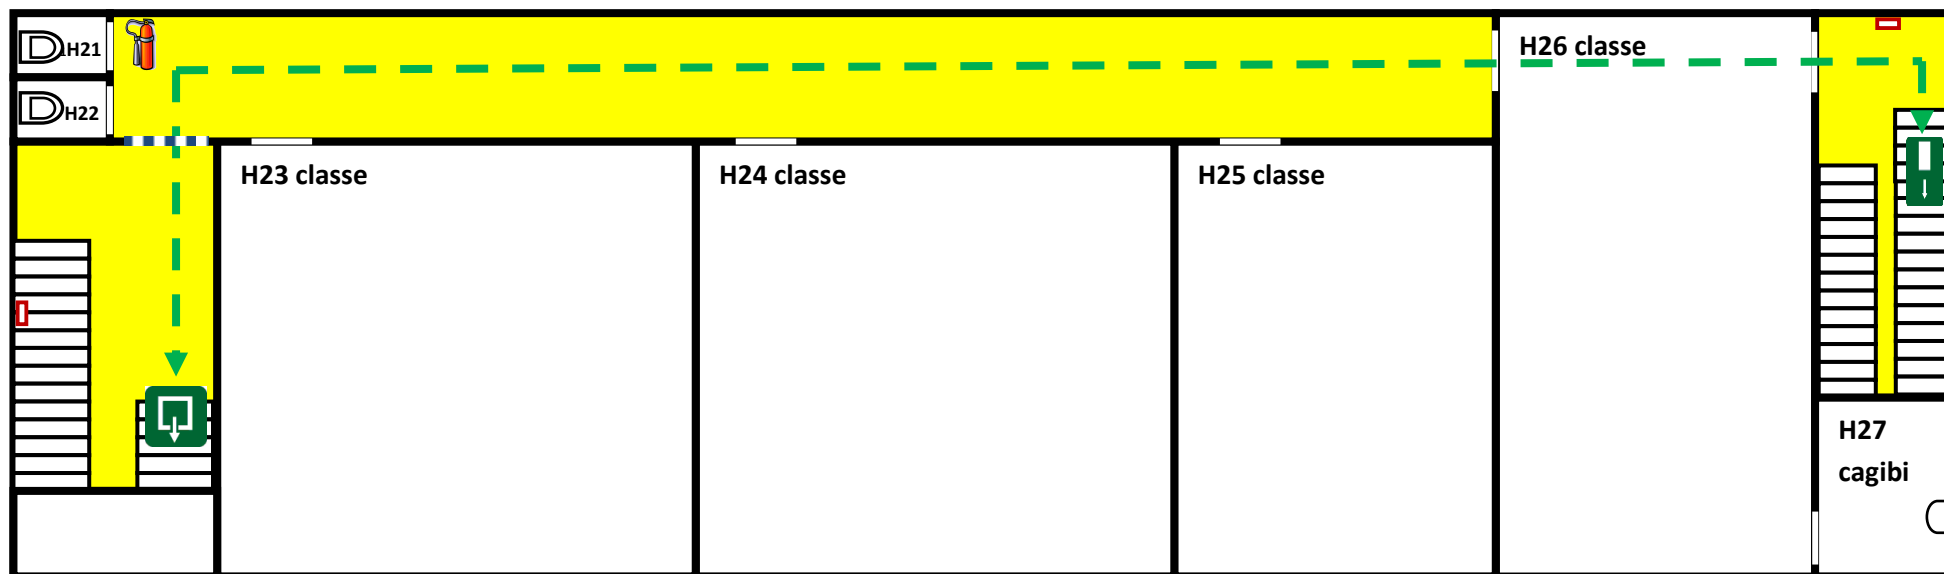 H21
H22
H23 classe
H24 classe
H25 classe
H26 classe
H27
cagibi